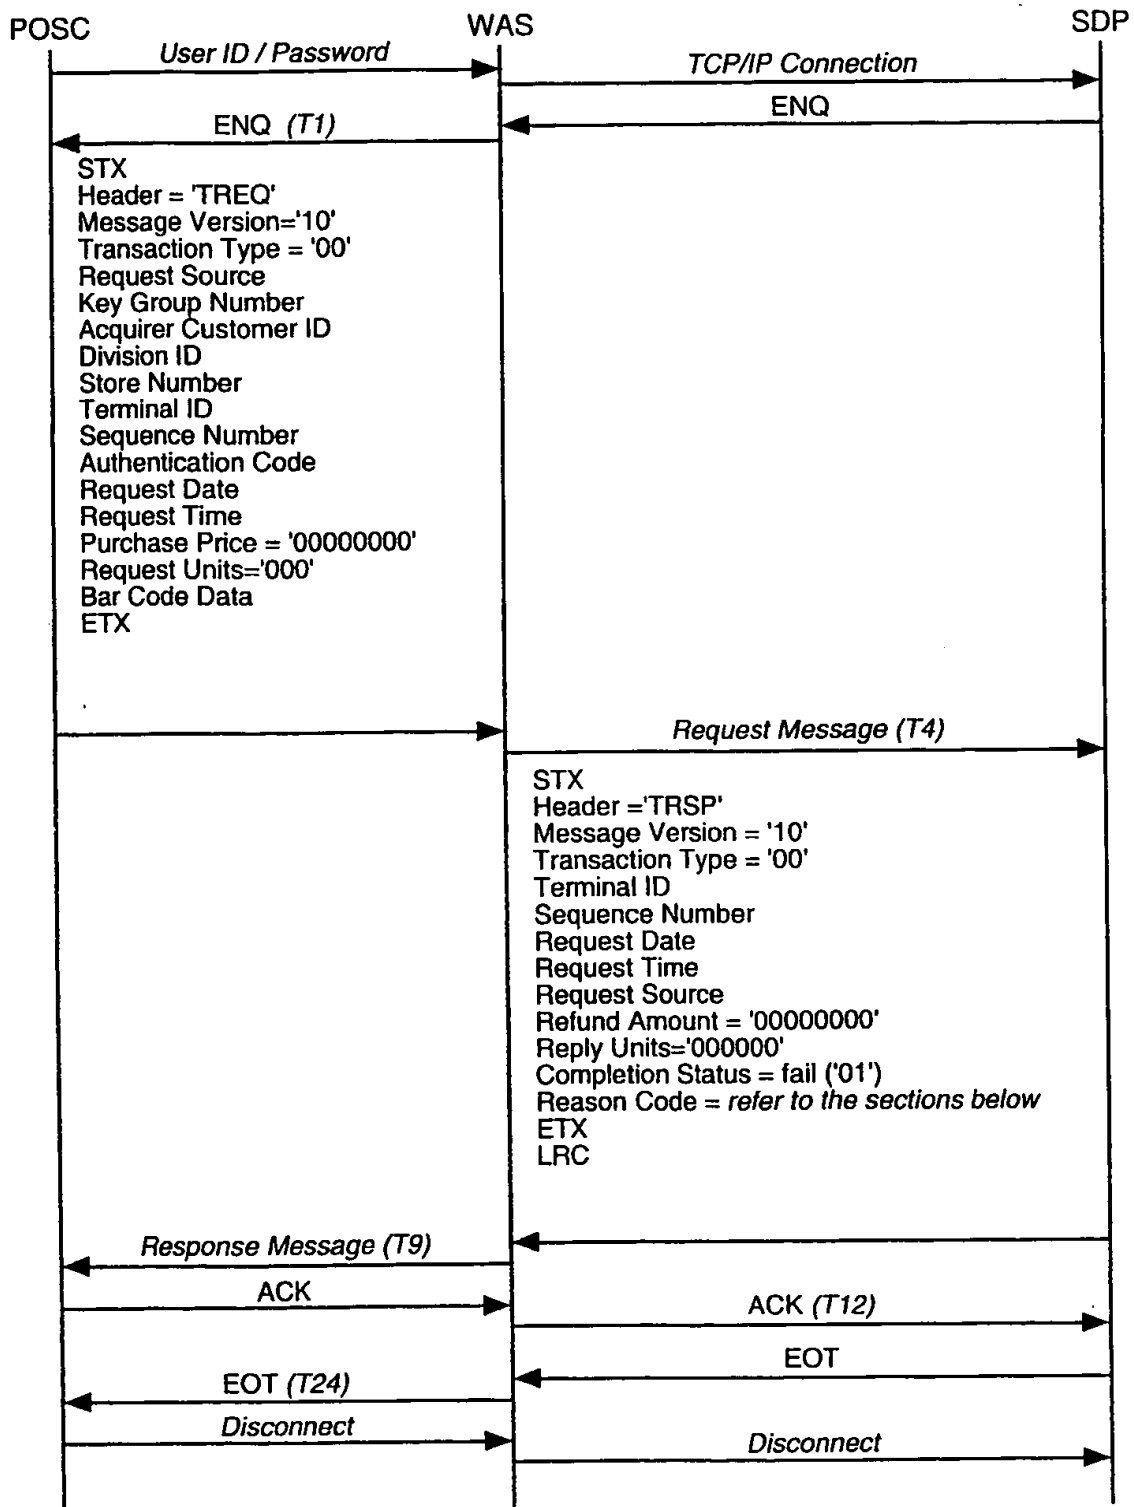 POSC
WAS
SDP
User ID / Password
TCP/IP Connection
ENQ
ENQ (T1)
STX
Header = 'TREQ'
Message Version='10'
Transaction Type = '00'
Request Source
Key Group Number
Acquirer Customer ID
Division ID
Store Number
Terminal ID
Sequence Number
Authentication Code
Request Date
Request Time
Purchase Price = '00000000'
Request Units='000'
Bar Code Data
ETX
Request Message (T4)
STX
Header ='TRSP'
Message Version = '10'
Transaction Type = '00'
Terminal ID
Sequence Number
Request Date
Request Time
Request Source
Refund Amount = '00000000'
Reply Units='000000'
Completion Status = fail ('01')
Reason Code = refer to the sections below
ETX
LRC
Response Message (T9)
ACK
ACK (T12)
EOT
EOT (T24)
Disconnect
Disconnect